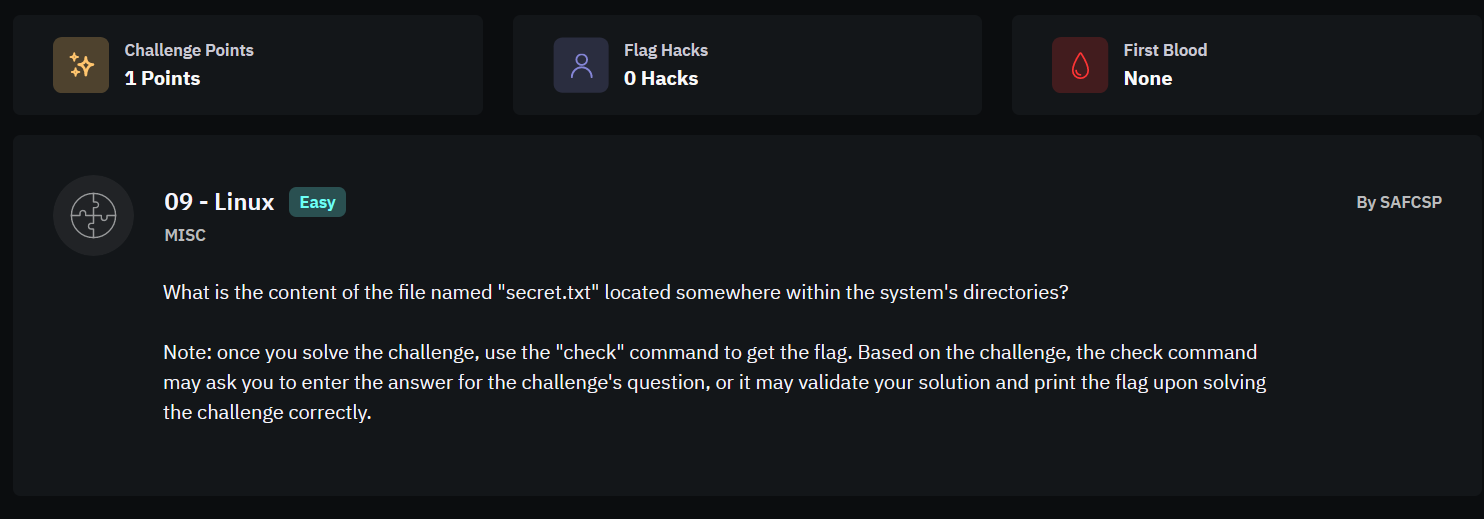 Challenge Points
1 Points
Flag Hacks
0 Hacks
First Blood
None
09 - Linux
Easy
By SAFCSP
MISC
What is the content of the file named "secret.txt" located somewhere within the system's directories?
Note: once you solve the challenge, use the "check" command to get the flag. Based on the challenge, the check command
may ask you to enter the answer for the challenge's question, or it may validate your solution and print the flag upon solving
the challenge correctly.